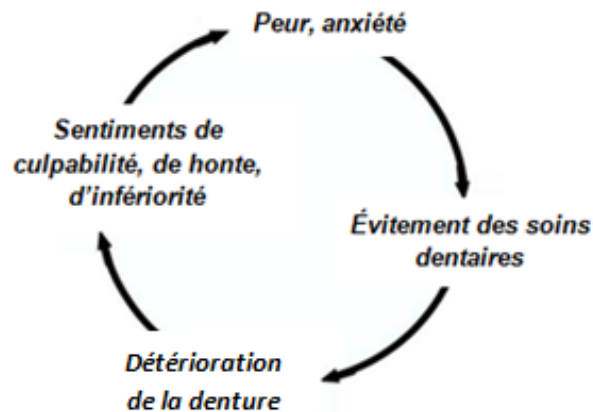 Peur, anxiété
Sentiments de
culpabilité, de honte,
d'infériorité
Évitement des soins
dentaires
Détérioration
de la denture